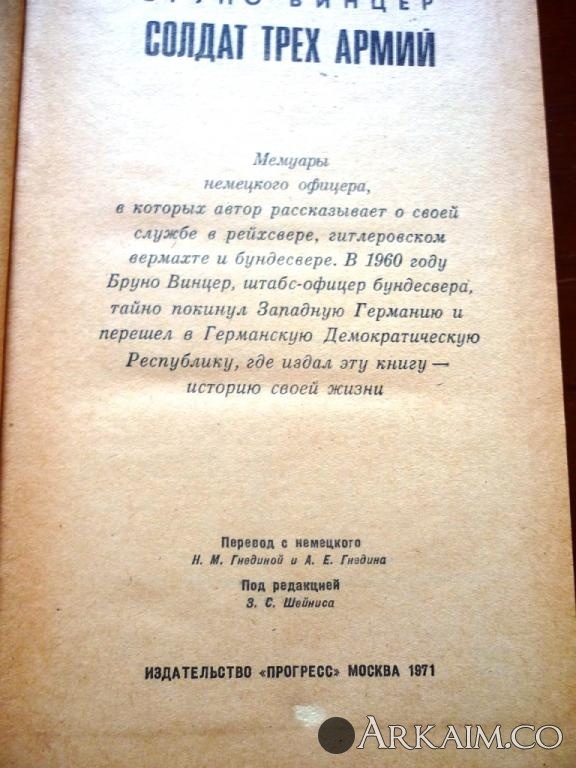 БРУНО ВИНЦЕР
СОЛДАТ ТРЕХ АРМИЙ
Мемуары
немецкого офицера,
в которых автор рассказывает о своей
службе в рейхсвере, гитлеровском
вермахте и бундесвере. В 1960 году
Бруно Винцер, штабс-офицер бундесвера,
тайно покинул Западную Германию и
перешел в Германскую Демократическую
Республику, где издал эту книгу —
историю своей жизни
Перевод с немецкого
Н. М. Гнединой и А. Е. Гнедина
Под редакцией
З. С. Шейниса
ИЗДАТЕЛЬСТВО «ПРОГРЕСС» МОСКВА 1971
ARKAIM.CO